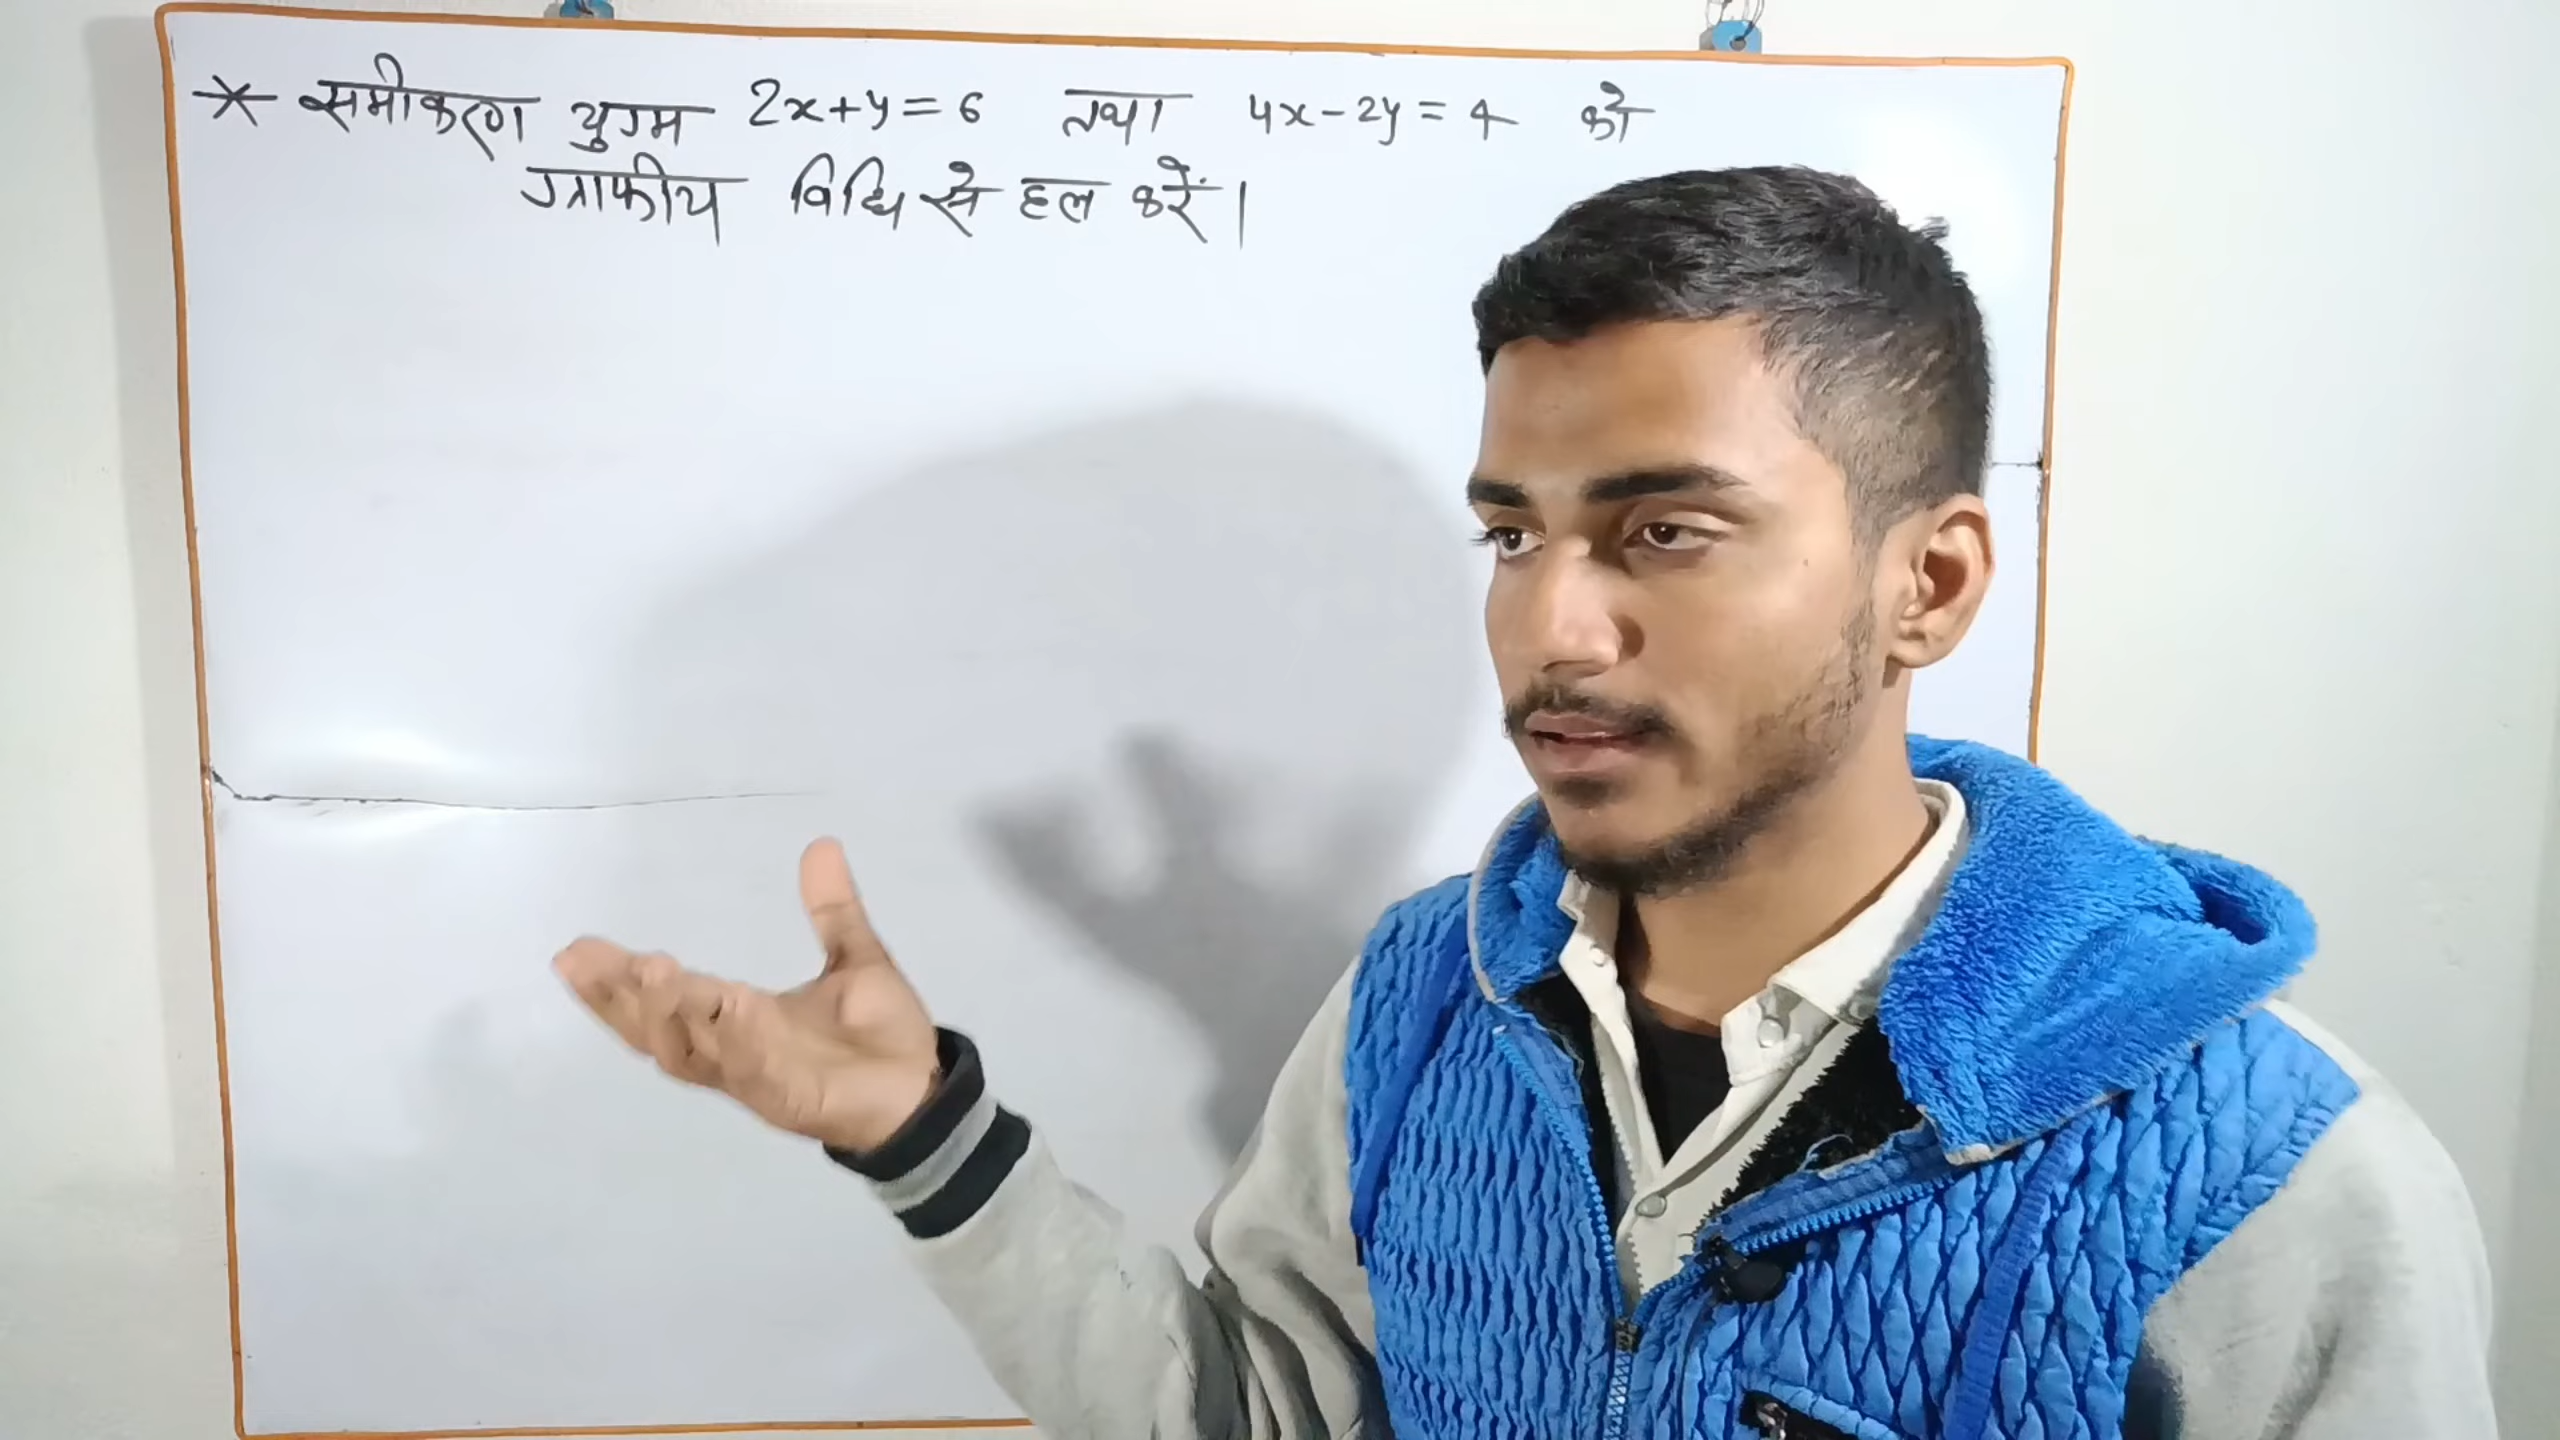 * समीकरण युग्म 2x+y=6 तथा 4x-2y=4 को
ग्राफीय विधि से हल करें।